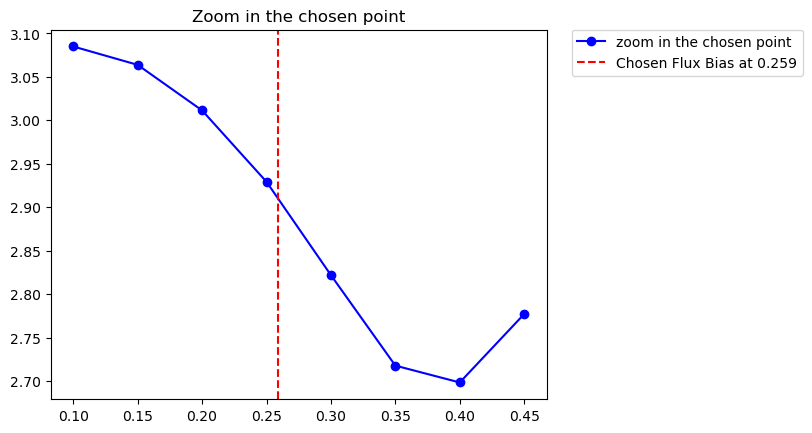 Zoom in the chosen point
zoom in the chosen point
Chosen Flux Bias at 0.259
3.10
3.05
3.00
2.95
2.90
2.85
2.80
2.75
2.70
0.10 0.15 0.20 0.25 0.30 0.35 0.40 0.45